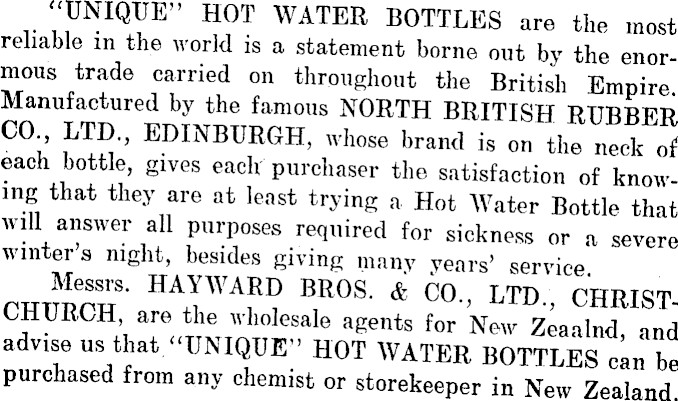 "UNIQUE" HOT WATER BOTTLES are the most
reliable in the world is a statement borne out by the enor-
mous trade carried on throughout the British Empire.
Manufactured by the famous NORTH BRITISH RUBBER
CO., LTD., EDINBURGH, whose brand is on the neck of
each bottle, gives each purchaser the satisfaction of know-
ing that they are at least trying a Hot Water Bottle that
will answer all purposes required for sickness or a severe
winter's night, besides giving many years' service.
Messrs. HAYWARD BROS. & CO., LTD., CHRIST-
CHURCH, are the wholesale agents for New Zeaalnd, and
advise us that "UNIQUE" HOT WATER BOTTLES can be
purchased from any chemist or storekeeper in New Zealand.